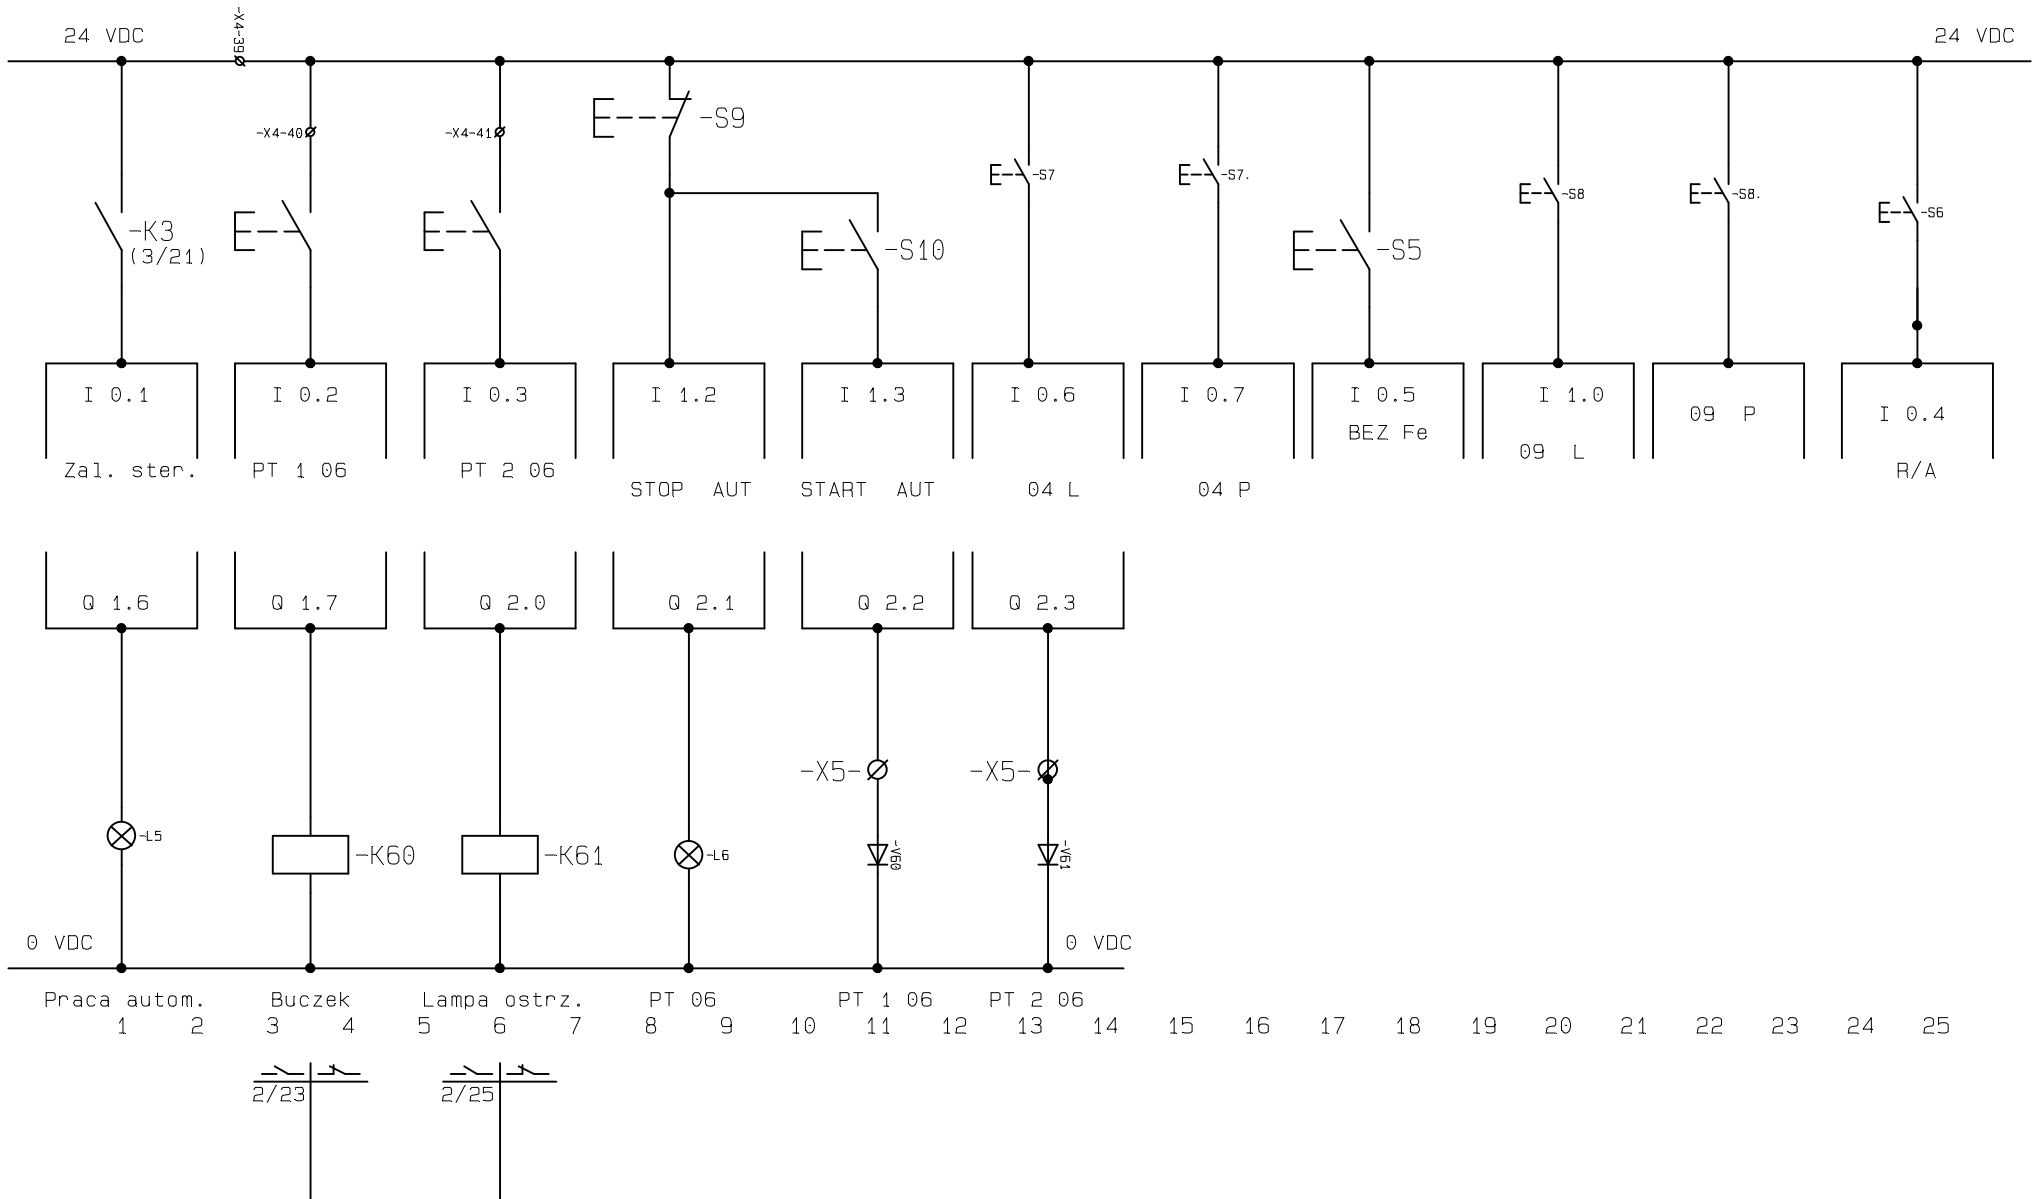 24 VDC
-X4-39
24 VDC
-X4-40
-X4-41
-S9
-S7
-S7.
-S8
-S8.
-S6
-K3
(3/21)
-S10
-S5
I 0.1
I 0.2
I 0.3
I 1.2
I 1.3
I 0.6
I 0.7
I 0.5
I 1.0
09 P
I 0.4
BEZ Fe
09 L
Zal. ster.
PT 1 06
PT 2 06
R/A
STOP AUT
START AUT
04 L
04 P
Q 1.6
Q 1.7
Q 2.0
Q 2.1
Q 2.2
Q 2.3
-X5-
-X5-
-L5
-K60
-K61
-L6
-V60
-V61
0 VDC
0 VDC
Praca autom.
Buczek
Lampa ostrz.
PT 06
PT 1 06
PT 2 06
1 2 3 4 5 6 7 8 9 10 11 12 13 14 15 16 17 18 19 20 21 22 23 24 25
2/23
2/25